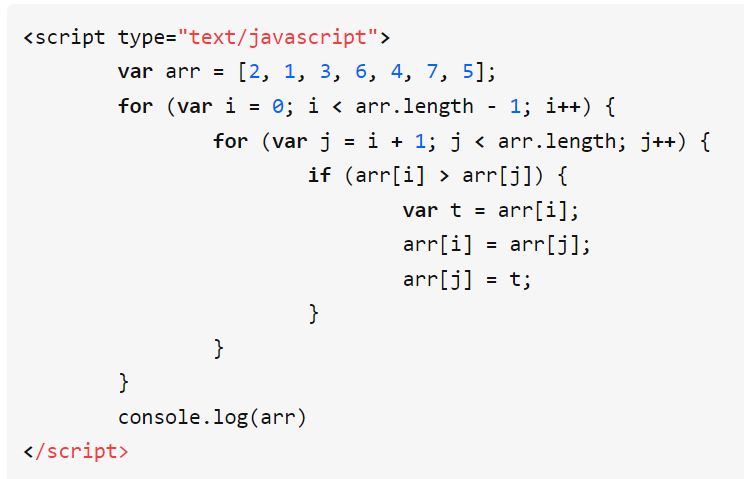 <script type="text/javascript">
var arr = [2, 1, 3, 6, 4, 7, 5];
for (var i = 0; i < arr.length - 1; i++) {
for (var j = i + 1; j < arr.length; j++) {
if (arr[i] > arr[j]) {
var t = arr[i];
arr[i] = arr[j];
arr[j] = t;
}
}
}
console.log(arr)
</script>